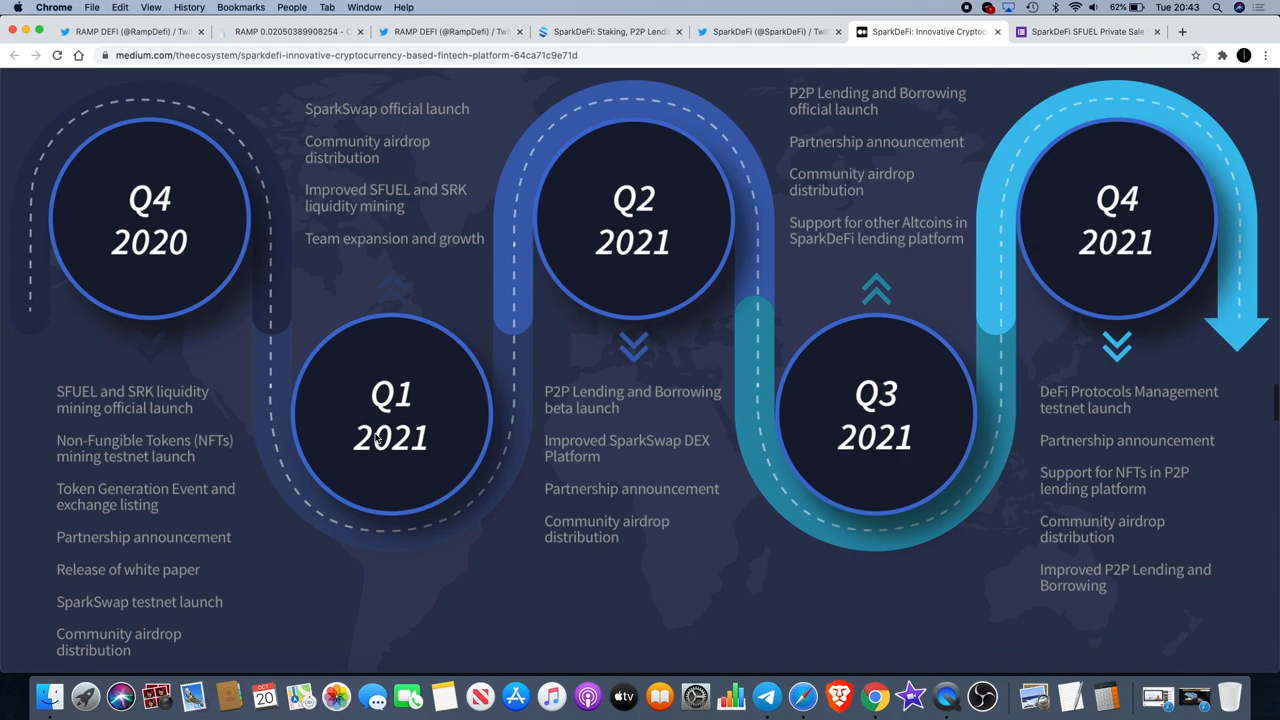 Chrome File Edit View History Bookmarks People Tab Window Help 62% Tue 20:43
RAMP DEFI (@RampDefi) / Twit
RAMP 0.02050389908254 - C
RAMP DEFI (@RampDefi) / Twit
SparkDeFi: Staking, P2P Lend
SparkDeFi (@SparkDefi) / Twit
SparkDeFi: Innovative Cryptoc
SparkDeFi SFUEL Private Sale
medium.com/theecosystem/sparkdefi-innovative-cryptocurrency-based-fintech-platform-64ca71c9e71d
Q4
2020
SFUEL and SRK liquidity
mining official launch
Non-Fungible Tokens (NFTs)
mining testnet launch
Token Generation Event and
exchange listing
Partnership announcement
Release of white paper
SparkSwap testnet launch
Community airdrop
distribution
SparkSwap official launch
Community airdrop
distribution
Improved SFUEL and SRK
liquidity mining
Team expansion and growth
Q1
2021
Q2
2021
P2P Lending and Borrowing
beta launch
Improved SparkSwap DEX
Platform
Partnership announcement
Community airdrop
distribution
P2P Lending and Borrowing
official launch
Partnership announcement
Community airdrop
distribution
Support for other Altcoins in
SparkDeFi lending platform
Q3
2021
Q4
2021
DeFi Protocols Management
testnet launch
Partnership announcement
Support for NFTs in P2P
lending platform
Community airdrop
distribution
Improved P2P Lending and
Borrowing
OCT
20
tv